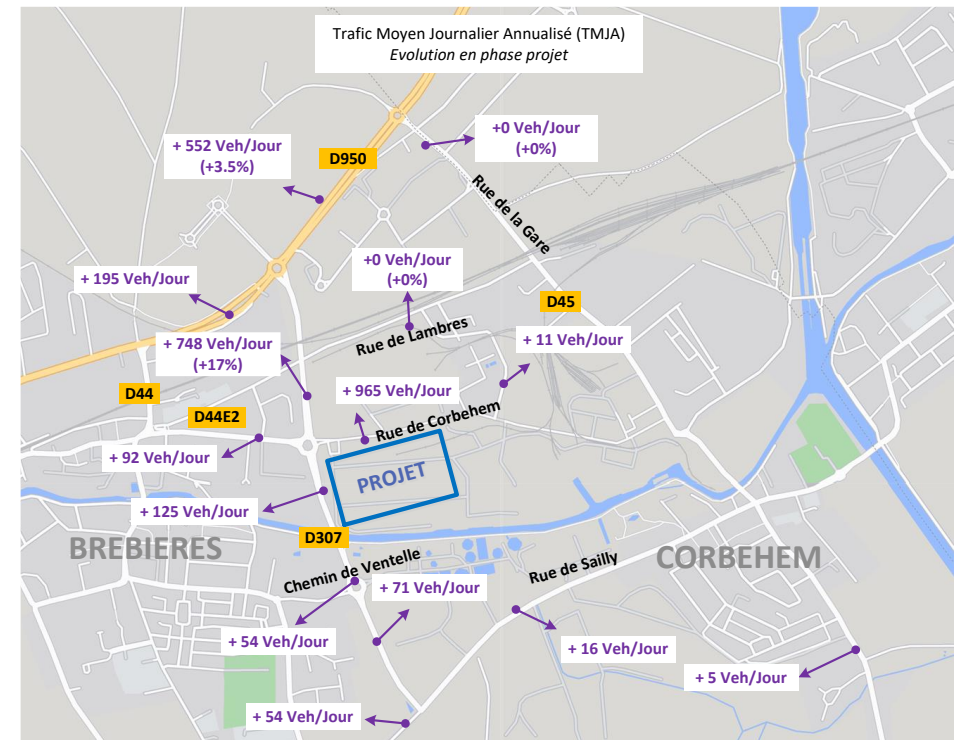 Trafic Moyen Journalier Annualisé (TMJA)
Evolution en phase projet
+0 Veh/Jour
(+0%)
+ 552 Veh/Jour
(+3.5%)
D950
Rue de la Gare
+0 Veh/Jour
(+0%)
+ 195 Veh/Jour
D45
Rue de Lambres
+ 11 Veh/Jour
+ 748 Veh/Jour
(+17%)
D44
+ 965 Veh/Jour
D44E2
Rue de Corbehem
+ 92 Veh/Jour
PROJET
+ 125 Veh/Jour
D307
BREBIERES
CORBEHEM
Chemin de Ventelle
Rue de Sailly
+ 71 Veh/Jour
+ 54 Veh/Jour
+ 16 Veh/Jour
+ 5 Veh/Jour
+ 54 Veh/Jour